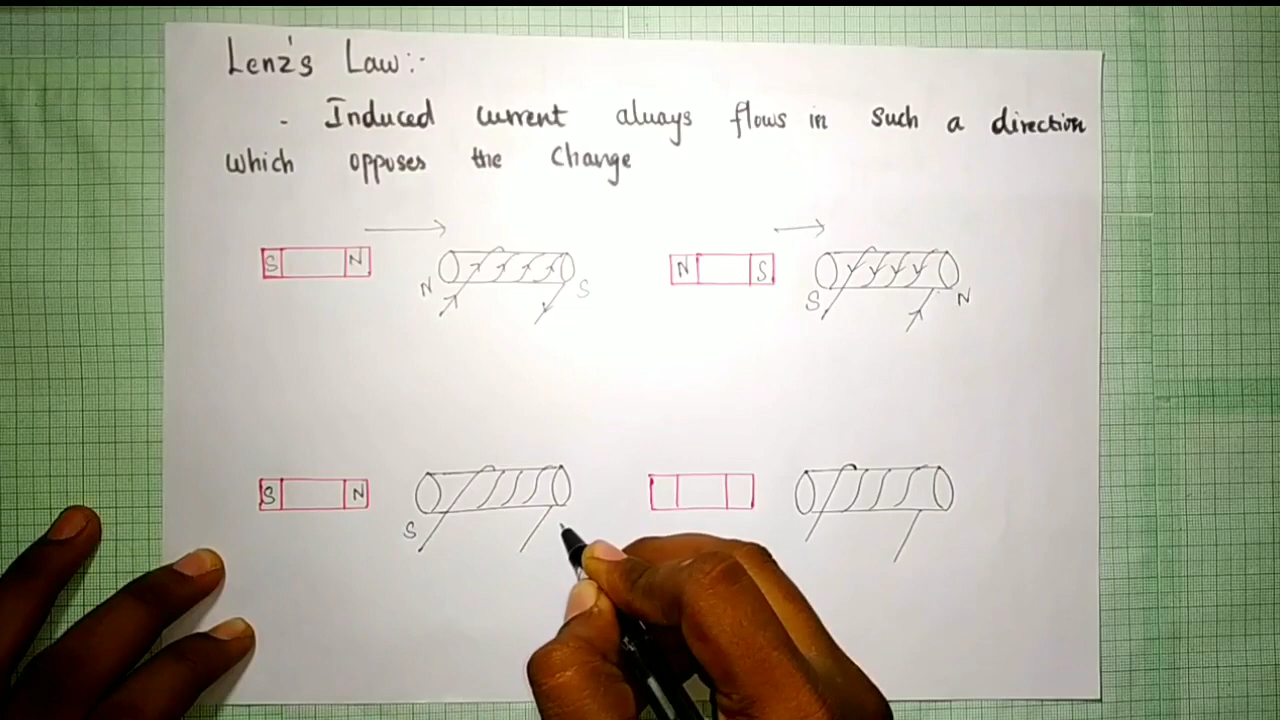 Lenz's Law:-
- Induced current always flows in such a direction
which opposes the change
S N N S
N S S N
S N
S